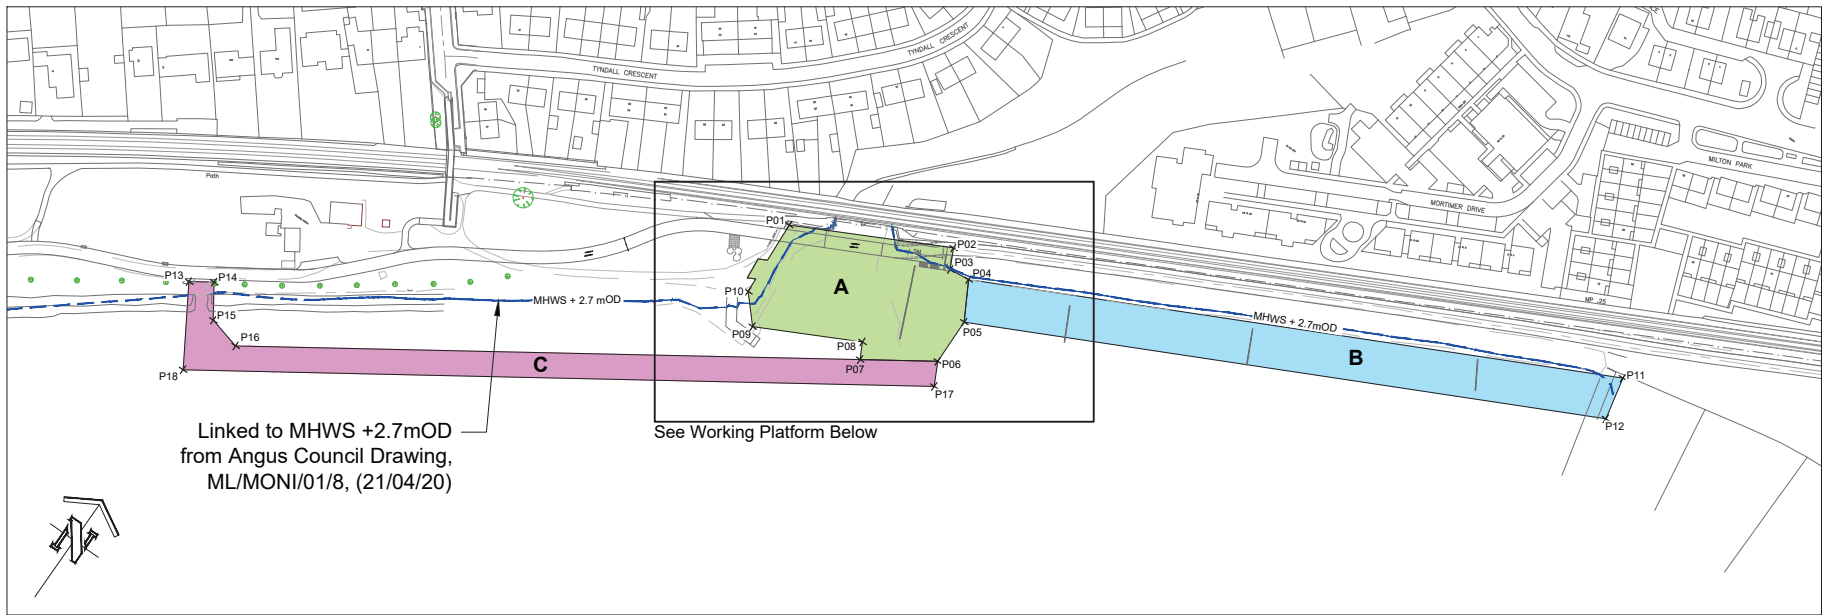 TYNDALL CRESCENT
TYNDALL CRESCENT
MILTON PARK
MORTIMER DRIVE
Path
P01
P02
P03
P04
P13
P14
A
P10
MHWS + 2.7 mOD
MP .25
P15
MHWS + 2.7mOD
P05
P09
P16
P08
B
P07
P06
C
P18
P11
P17
P12
See Working Platform Below
Linked to MHWS +2.7mOD
from Angus Council Drawing,
ML/MONI/01/8, (21/04/20)
N